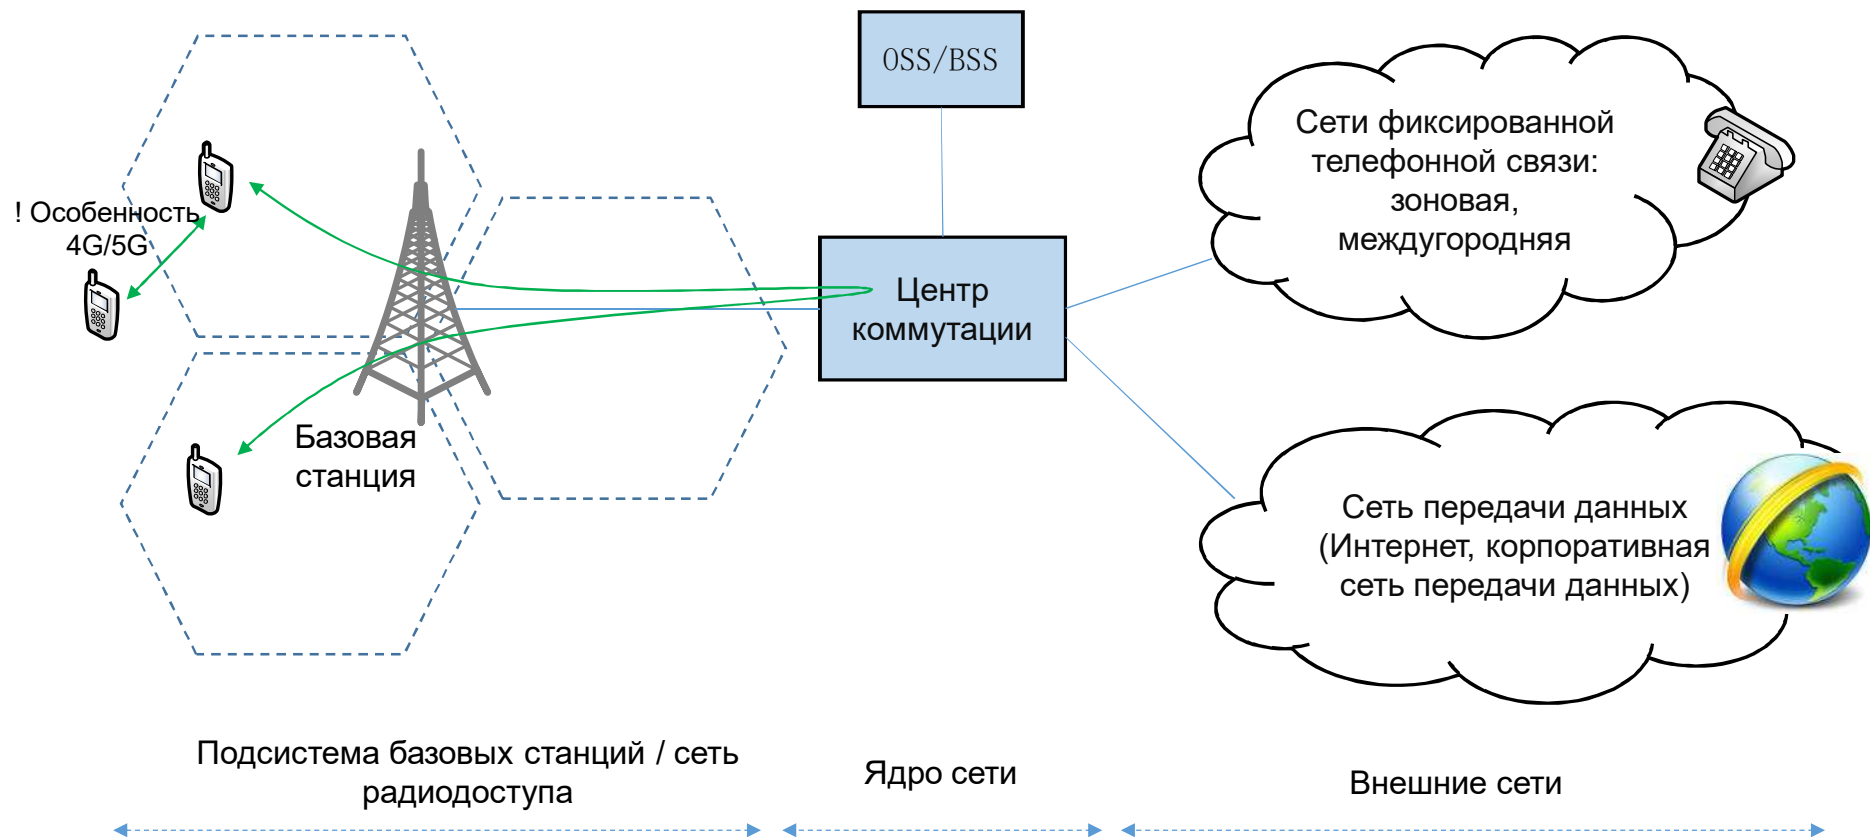 OSS/BSS
Сети фиксированной
телефонной связи:
зоновая,
междугородняя
! Особенность
4G/5G
Центр
коммутации
Базовая
станция
Сеть передачи данных
(Интернет, корпоративная
сеть передачи данных)
Подсистема базовых станций / сеть
радиодоступа
Ядро сети
Внешние сети